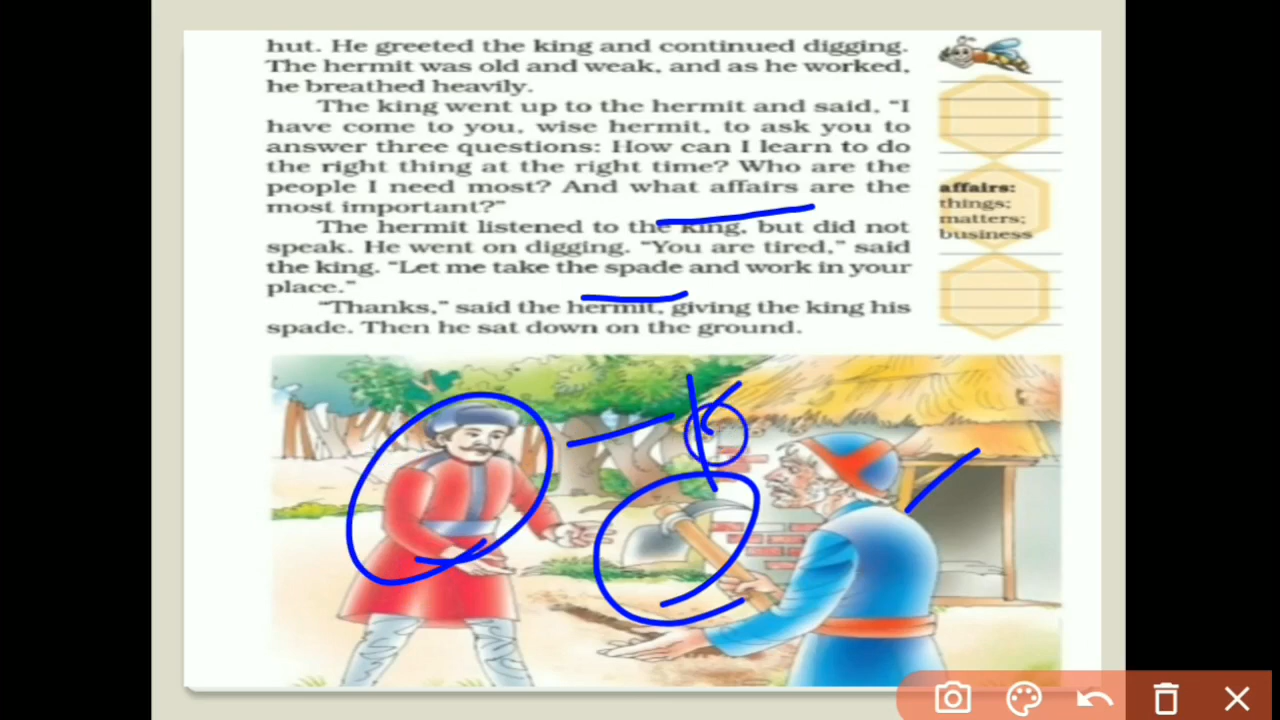 hut. He greeted the king and continued digging.
The hermit was old and weak, and as he worked,
he breathed heavily.
The king went up to the hermit and said, “I
have come to you, wise hermit, to ask you to
answer three questions: How can I learn to do
the right thing at the right time? Who are the
people I need most? And what affairs are the
most important?”
The hermit listened to the king, but did not
speak. He went on digging. “You are tired,” said
the king. “Let me take the spade and work in your
place.”
“Thanks,” said the hermit, giving the king his
spade. Then he sat down on the ground.
affairs:
things;
matters;
business
K